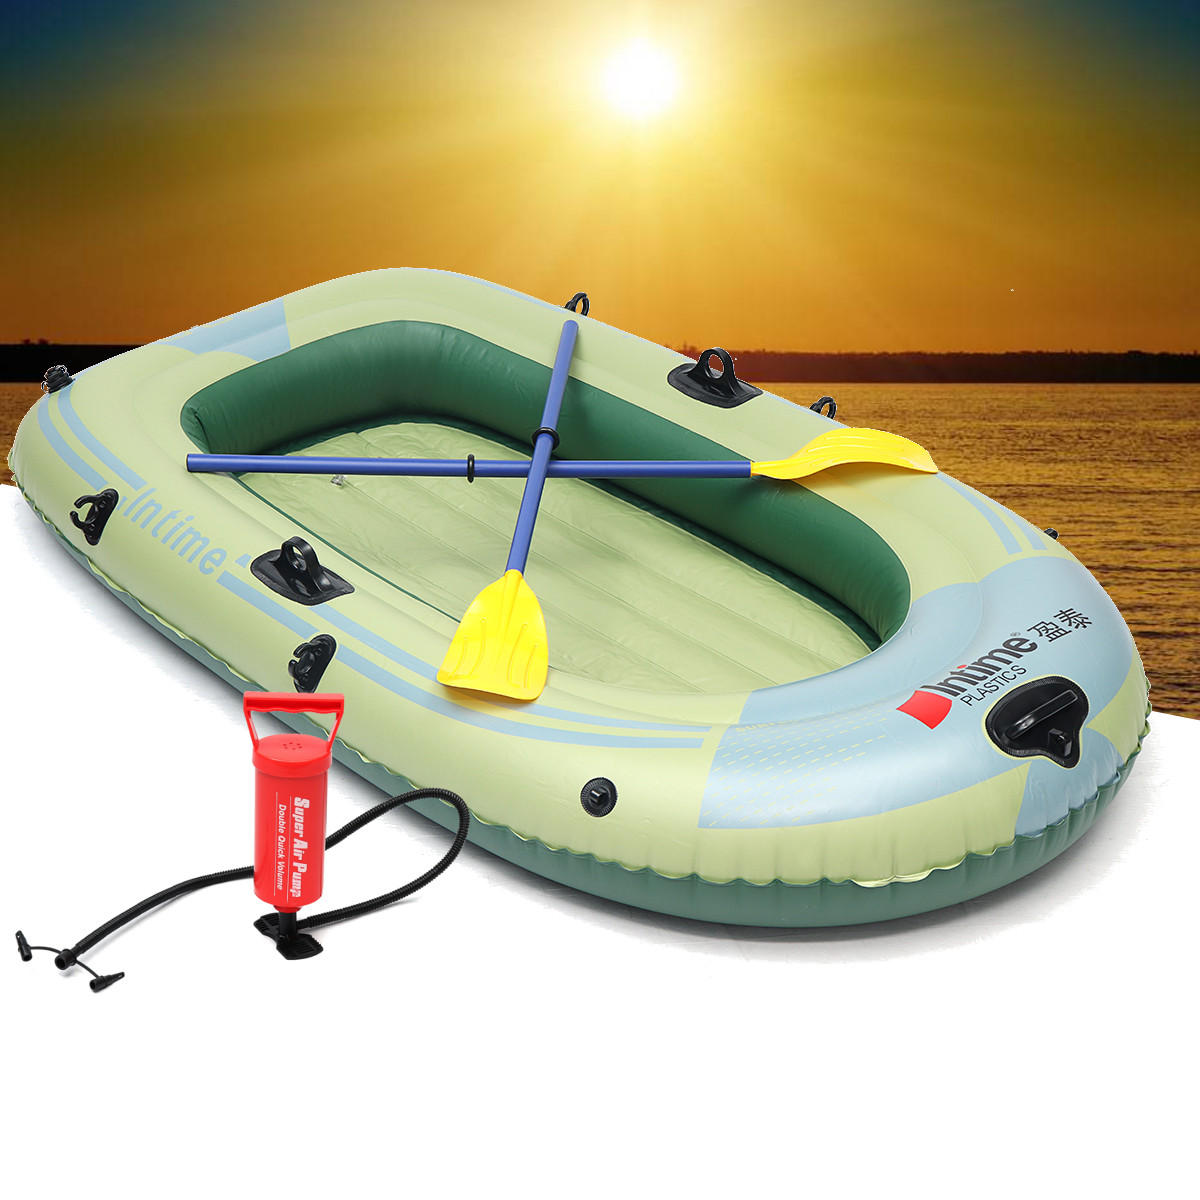 Intime
Intime® 盈泰
PLASTICS
Super Air Pump
Double Quick Volume